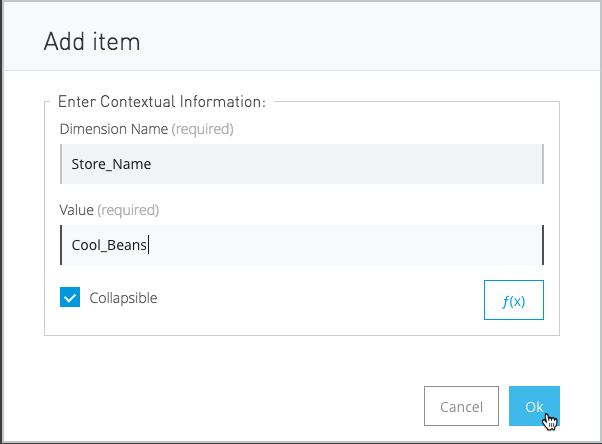 Add item
Enter Contextual Information:
Dimension Name (required)
Store_Name
Value (required)
Cool_Beans
Collapsible
ƒ(x)
Cancel
Ok